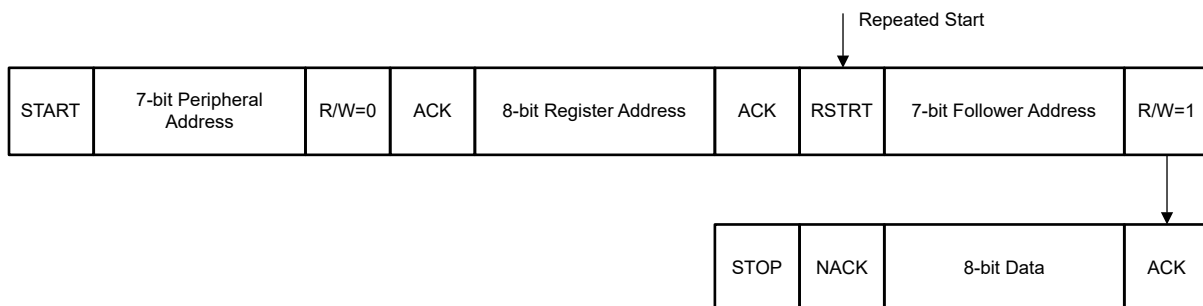 Repeated Start
START
7-bit Peripheral
Address
R/W=0
ACK
8-bit Register Address
ACK
RSTRT
7-bit Follower Address
R/W=1
STOP
NACK
8-bit Data
ACK